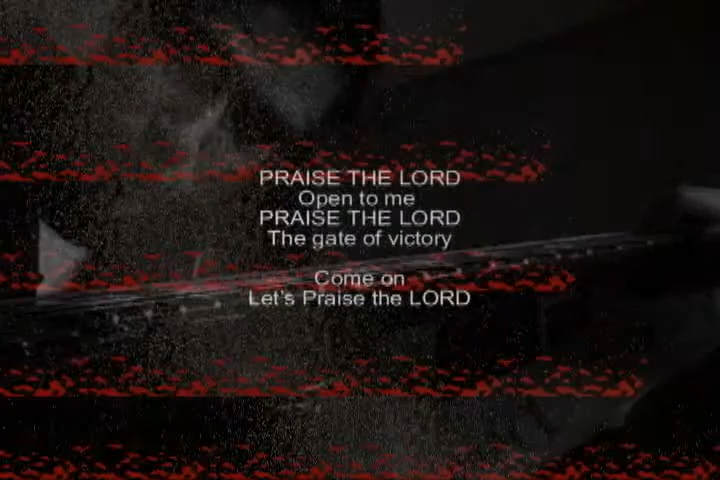 PRAISE THE LORD
Open to me
PRAISE THE LORD
The gate of victory
Come on
Let's Praise the LORD